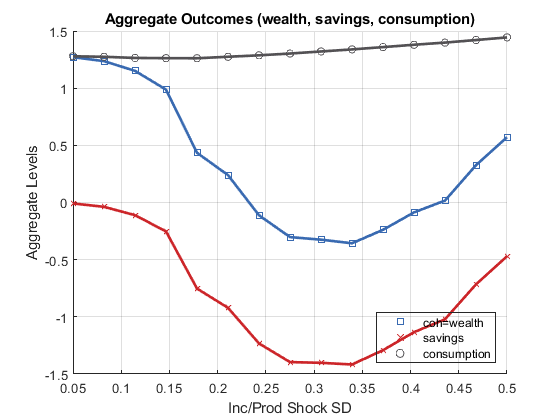 Aggregate Outcomes (wealth, savings, consumption)
1.5
1
0.5
0
-0.5
-1
-1.5
Aggregate Levels
0.05
0.1
0.15
0.2
0.25
0.3
0.35
0.4
0.45
0.5
Inc/Prod Shock SD
coh=wealth
savings
consumption